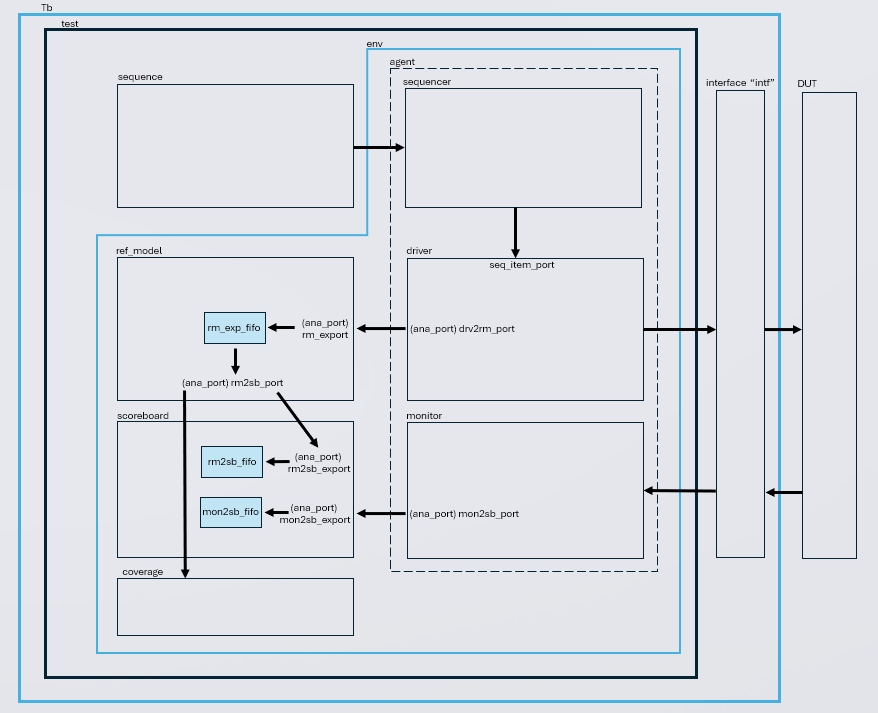 Tb
test
env
agent
sequence
sequencer
interface “intf”
DUT
ref_model
driver
seq_item_port
rm_exp_fifo
(ana_port)
rm_export
(ana_port) drv2rm_port
(ana_port) rm2sb_port
scoreboard
monitor
rm2sb_fifo
(ana_port)
rm2sb_export
mon2sb_fifo
(ana_port)
mon2sb_export
(ana_port) mon2sb_port
coverage